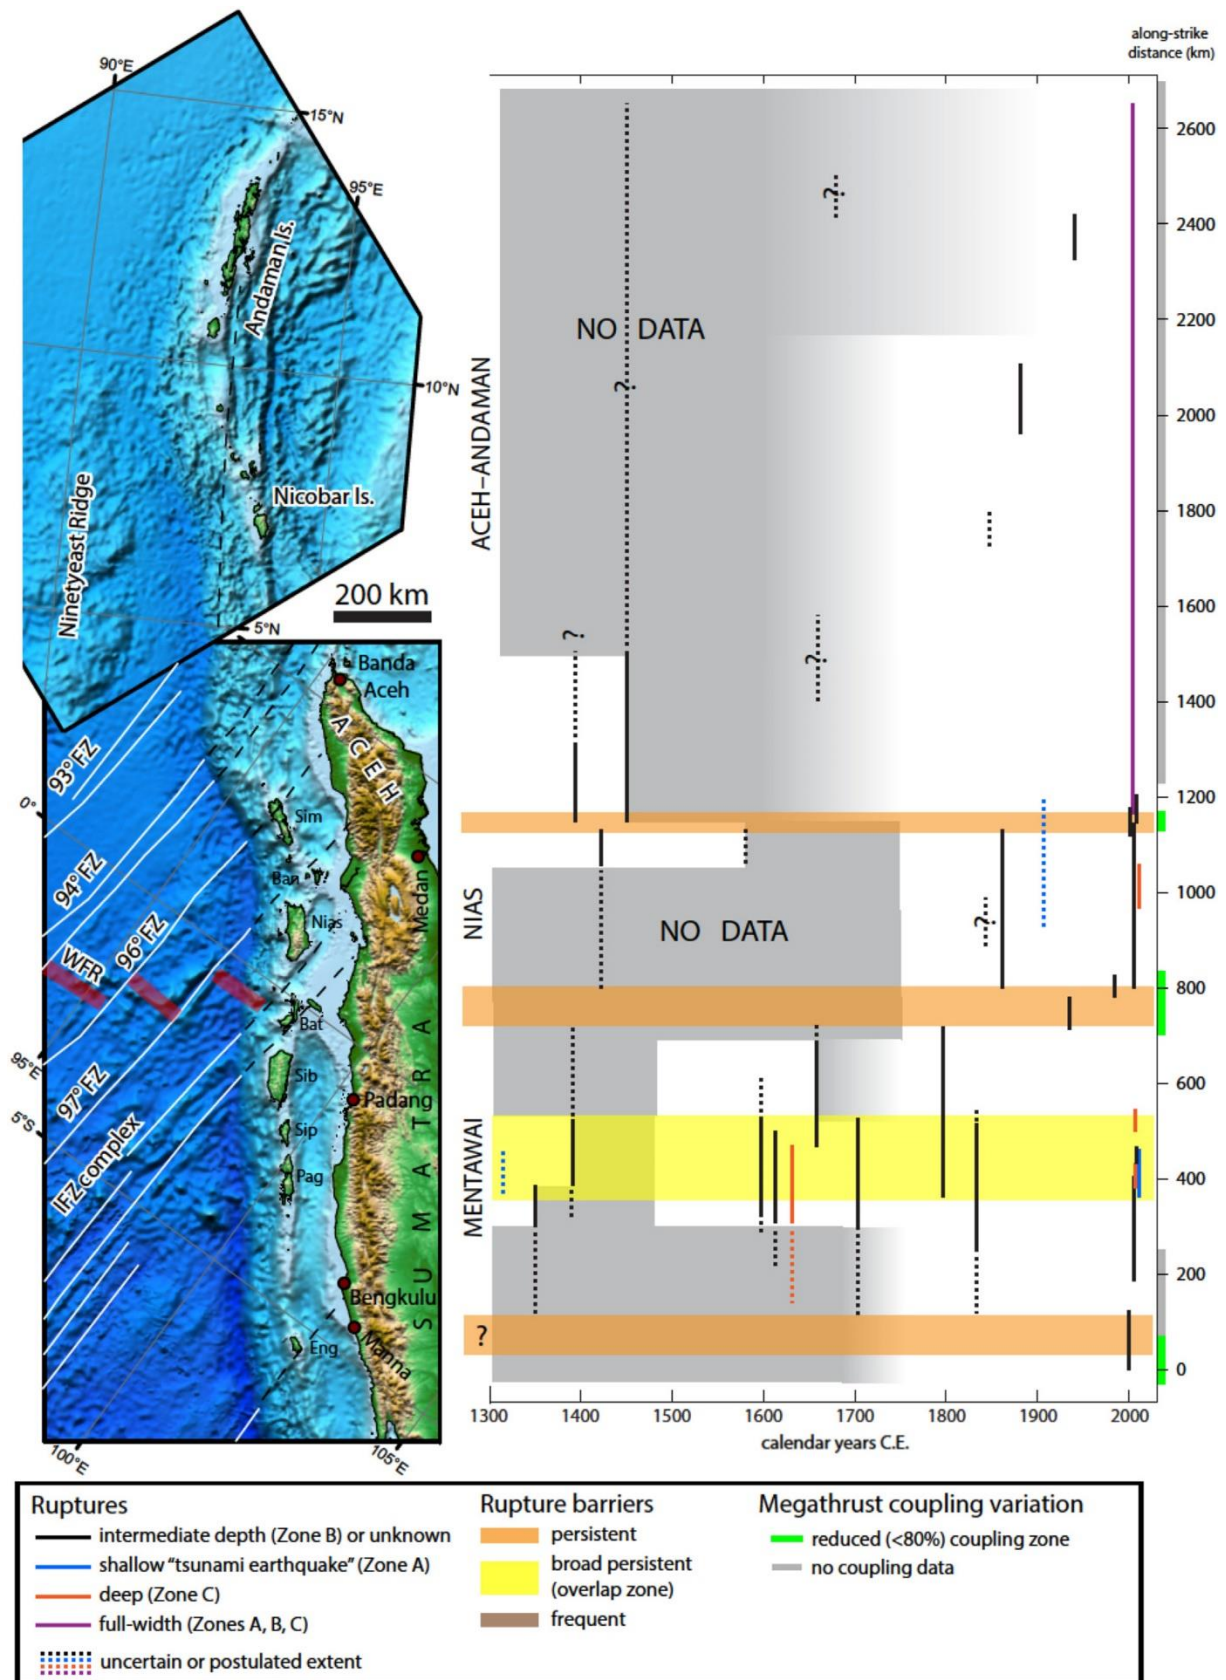 along-strike
distance (km)
90°E
15°N
95°E
Andaman Is.
10°N
Nicobar Is.
Ninetyeast Ridge
200 km
5°N
Banda
Aceh
ACEH
93° FZ
0°
Sim
94° FZ
Ban
Medan
96° FZ
Nias
WFR
Bat
95°E
97° FZ
Sib
Padang
5°S
Sip
IFZ complex
Pag
SUMATRA
Bengkulu
Manna
Eng
100°E
105°E
ACEH–ANDAMAN
NIAS
MENTAWAI
?
NO DATA
?
?
?
?
NO DATA
?
2600
2400
2200
2000
1800
1600
1400
1200
1000
800
600
400
200
0
1300 1400 1500 1600 1700 1800 1900 2000
calendar years C.E.
Ruptures
intermediate depth (Zone B) or unknown
shallow “tsunami earthquake” (Zone A)
deep (Zone C)
full-width (Zones A, B, C)
uncertain or postulated extent
Rupture barriers
persistent
broad persistent
(overlap zone)
frequent
Megathrust coupling variation
reduced (<80%) coupling zone
no coupling data